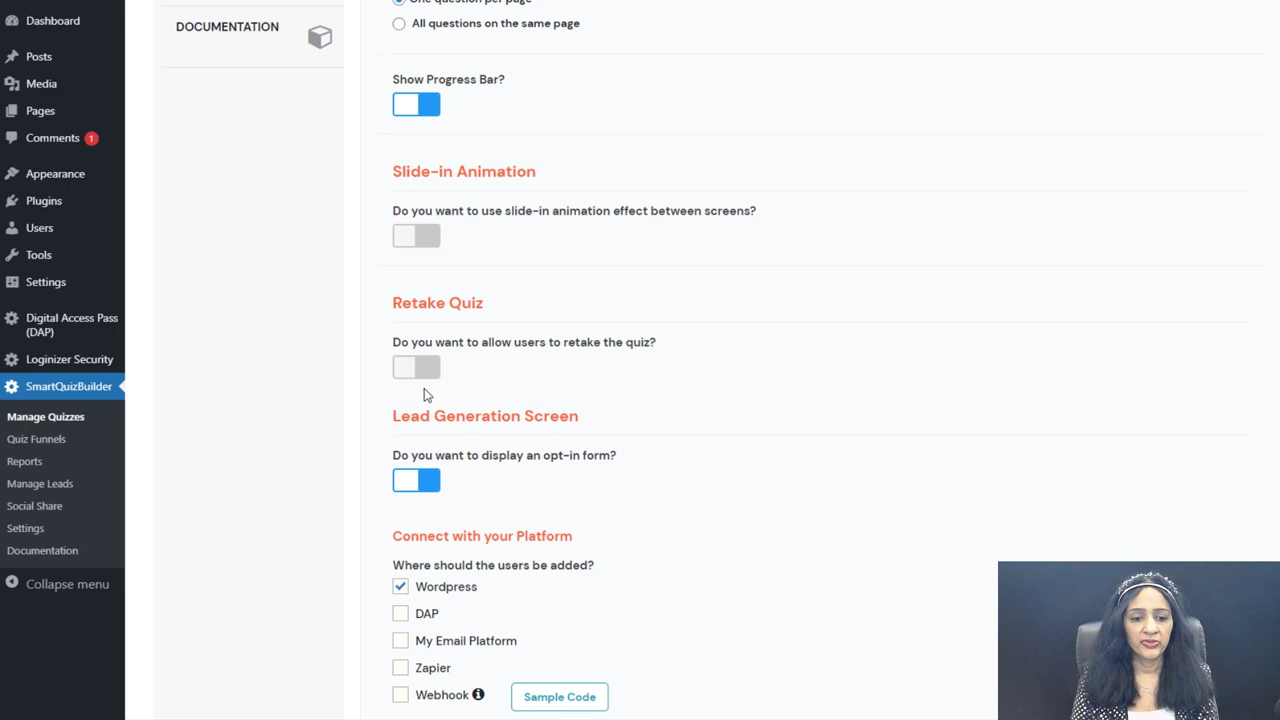 Dashboard
Posts
Media
Pages
Comments 1
Appearance
Plugins
Users
Tools
Settings
Digital Access Pass
(DAP)
Loginizer Security
SmartQuizBuilder
Manage Quizzes
Quiz Funnels
Reports
Manage Leads
Social Share
Settings
Documentation
Collapse menu
DOCUMENTATION
One question per page
All questions on the same page
Show Progress Bar?
Slide-in Animation
Do you want to use slide-in animation effect between screens?
Retake Quiz
Do you want to allow users to retake the quiz?
Lead Generation Screen
Do you want to display an opt-in form?
Connect with your Platform
Where should the users be added?
Wordpress
DAP
My Email Platform
Zapier
Webhook
Sample Code